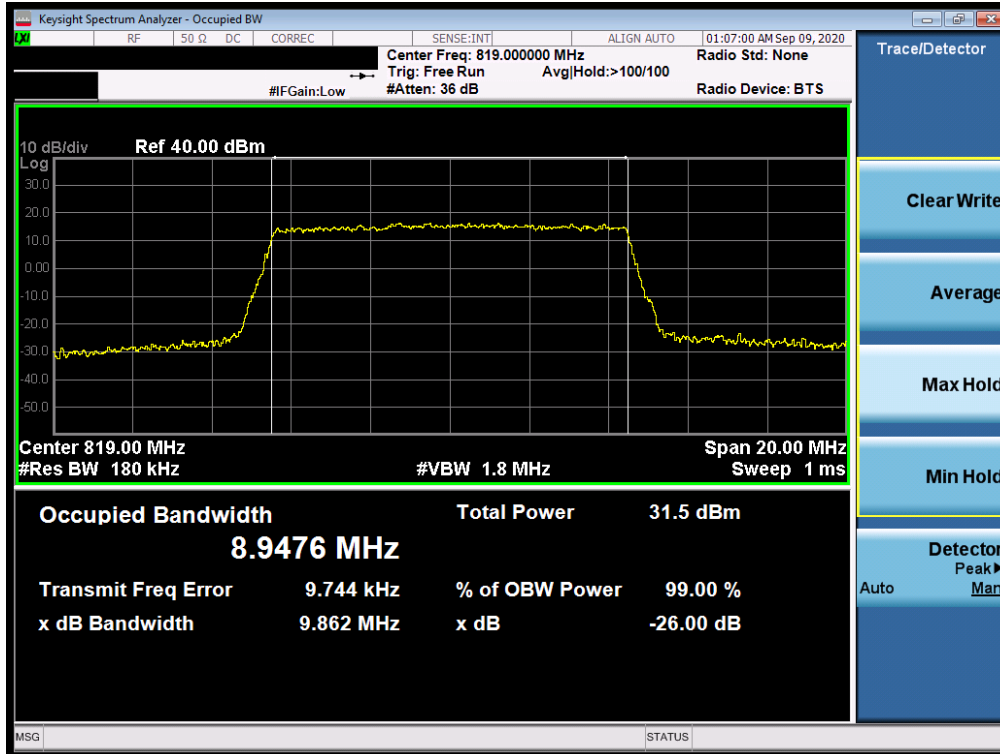 Keysight Spectrum Analyzer - Occupied BW
LXI RF 50 Ω DC CORREC SENSE:INT ALIGN AUTO 01:07:00 AM Sep 09, 2020
Center Freq: 819.000000 MHz Radio Std: None
Trig: Free Run Avg|Hold:>100/100
#IFGain:Low #Atten: 36 dB Radio Device: BTS
Trace/Detector
10 dB/div Ref 40.00 dBm
Log
30.0
20.0
10.0
0.00
-10.0
-20.0
-30.0
-40.0
-50.0
Center 819.00 MHz Span 20.00 MHz
#Res BW 180 kHz #VBW 1.8 MHz Sweep 1 ms
Occupied Bandwidth Total Power 31.5 dBm
8.9476 MHz
Transmit Freq Error 9.744 kHz % of OBW Power 99.00 %
x dB Bandwidth 9.862 MHz x dB -26.00 dB
Clear Write
Average
Max Hold
Min Hold
Detector
Peak▶
Auto Man
MSG STATUS